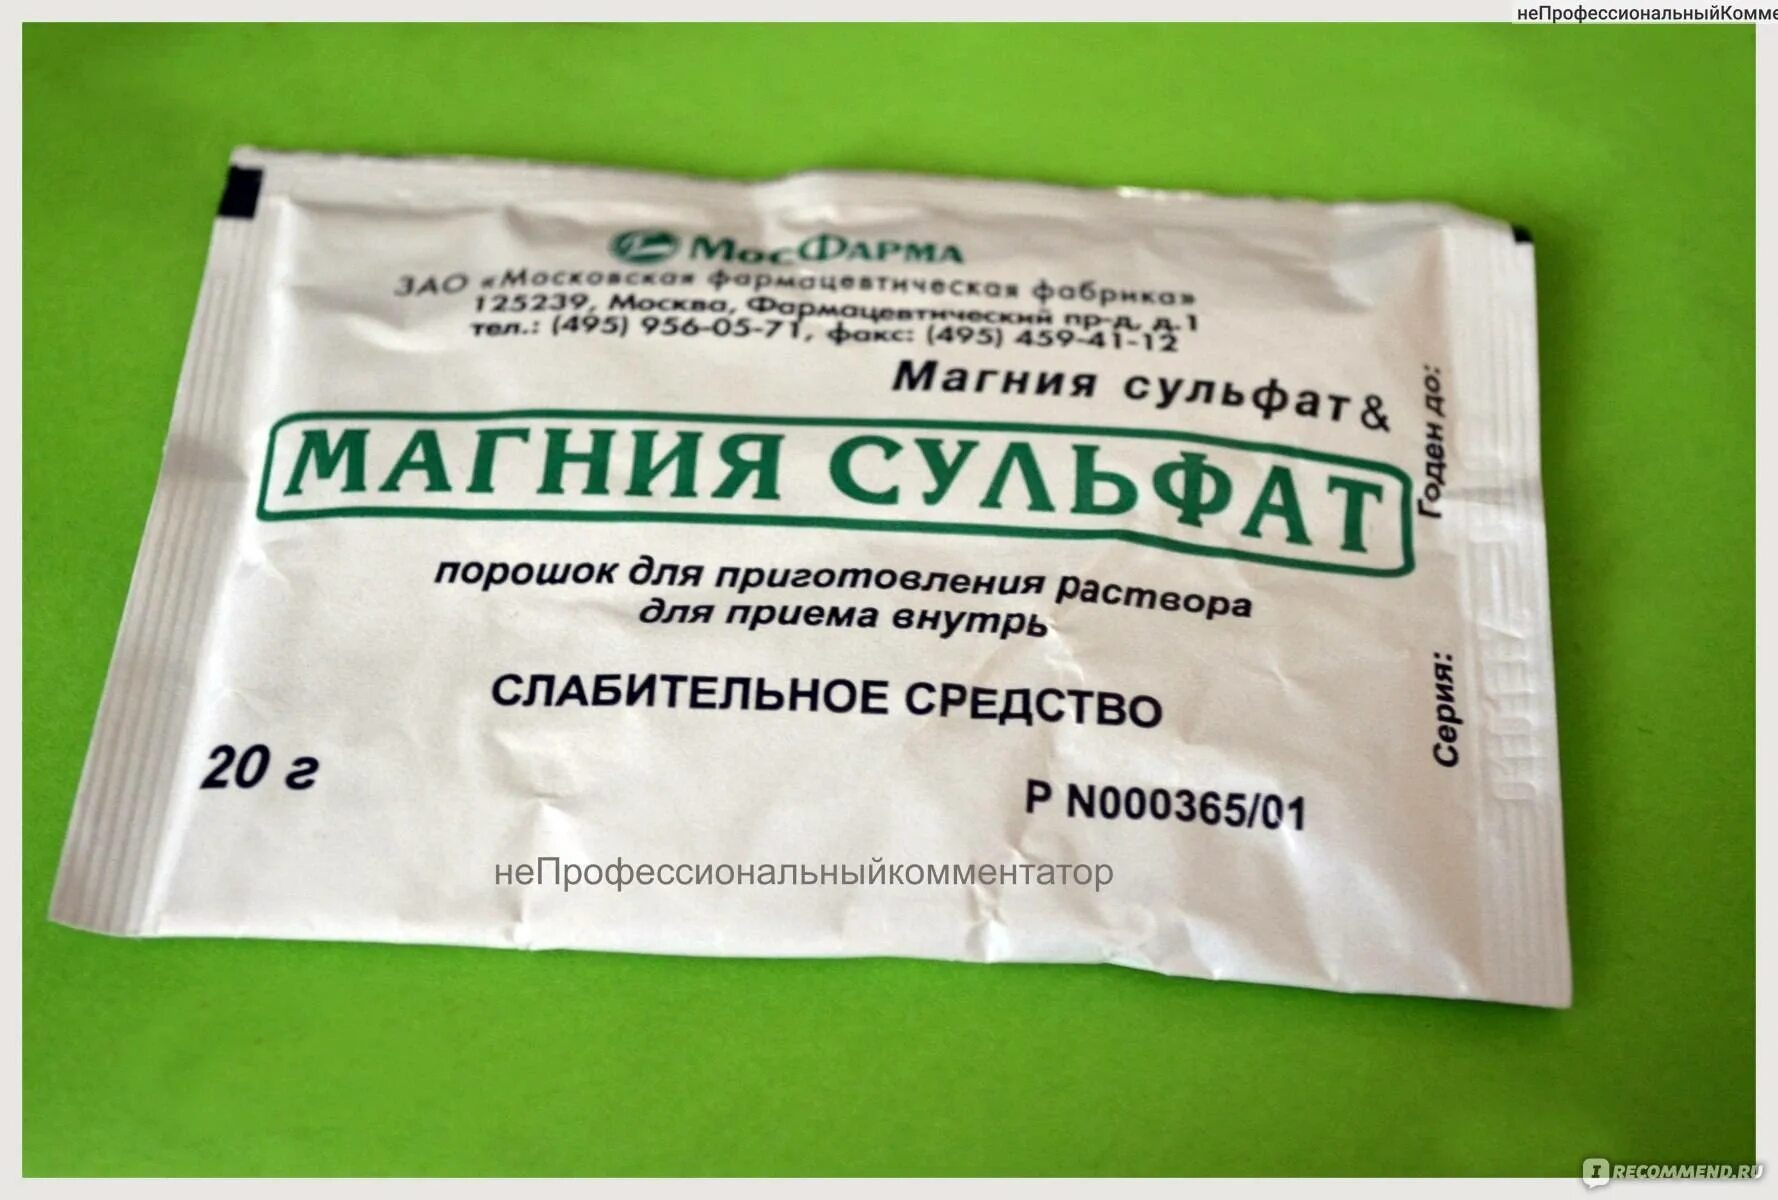 неПрофессиональныйКомме
МосФАРМА
ЗАО «Московская фармацевтическая фабрика»
125239, Москва, Фармацевтический пр-д, д.1
тел.: (495) 956-05-71, факс: (495) 459-41-12
Магния сульфат&
МАГНИЯ СУЛЬФАТ
порошок для приготовления раствора
для приема внутрь
СЛАБИТЕЛЬНОЕ СРЕДСТВО
20 г
Р N000365/01
Годен до:
Серия:
неПрофессиональныйкомментатор
IRECOMMEND.RU